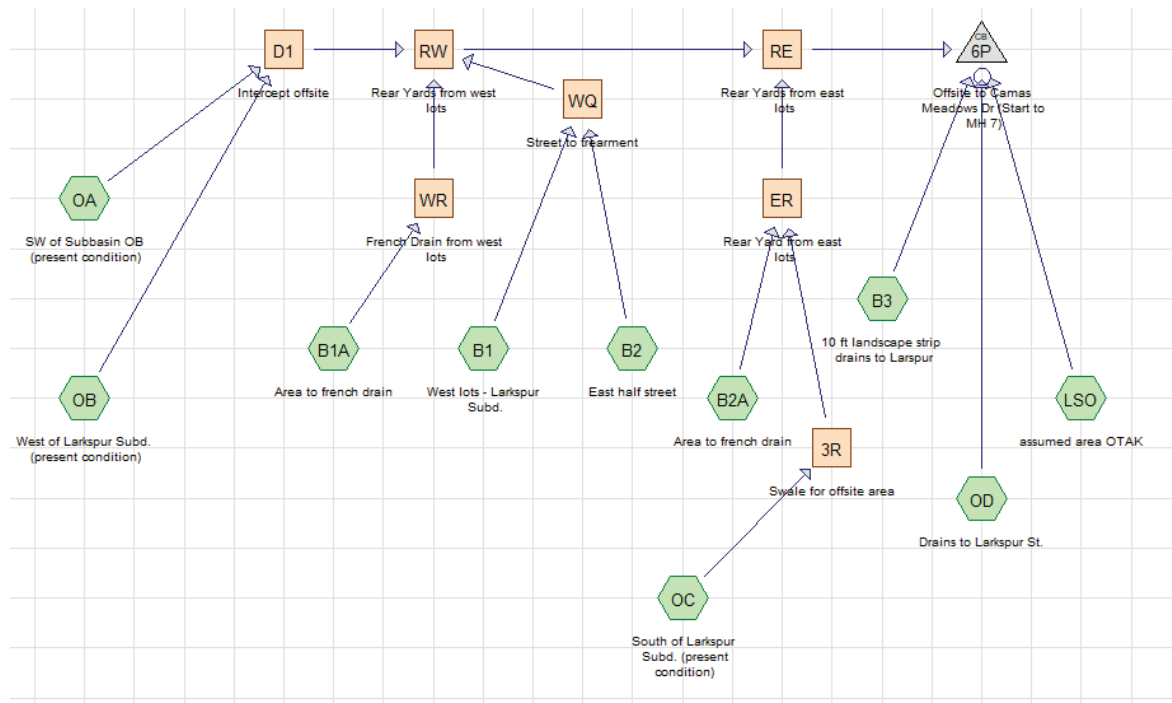 D1
Intercept offsite
RW
Rear Yards from west
lots
RE
Rear Yards from east
lots
CB
6P
Offsite to Camas
Meadows Dr (Start to
MH 7)
WQ
Street to trearment
OA
SW of Subbasin OB
(present condition)
WR
French Drain from west
lots
ER
Rear Yard from east
lots
B3
10 ft landscape strip
drains to Larspur
B1A
Area to french drain
B1
West lots - Larkspur
Subd.
B2
East half street
OB
West of Larkspur Subd.
(present condition)
B2A
Area to french drain
LSO
assumed area OTAK
3R
Swale for offsite area
OD
Drains to Larkspur St.
OC
South of Larkspur
Subd. (present
condition)